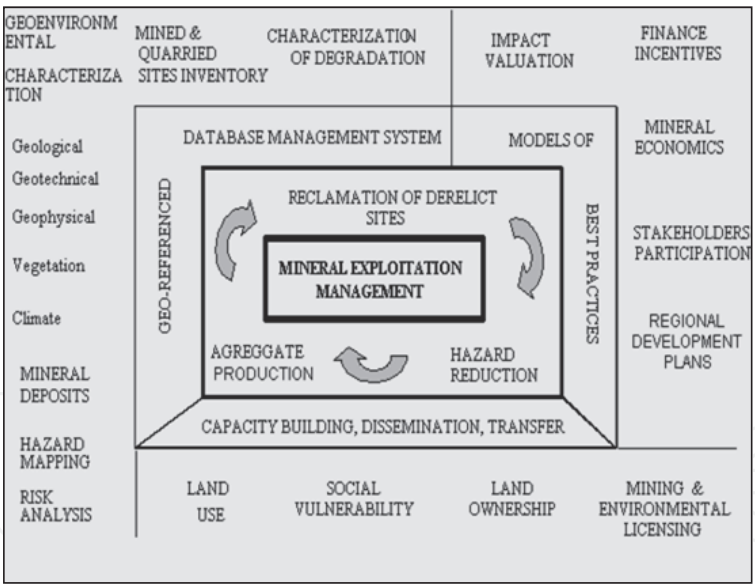 GEOENVIRONM
ENTAL
CHARACTERIZA
TION
MINED &
QUARRIED
SITES INVENTORY
CHARACTERIZATION
OF DEGRADATION
IMPACT
VALUATION
FINANCE
INCENTIVES
Geological
Geotechnical
Geophysical
Vegetation
Climate
MINERAL
DEPOSITS
HAZARD
MAPPING
RISK
ANALYSIS
DATABASE MANAGEMENT SYSTEM
MODELS OF
GEO-REFERENCED
BEST PRACTICES
RECLAMATION OF DERELICT
SITES
MINERAL EXPLOITATION
MANAGEMENT
AGREGGATE
PRODUCTION
HAZARD
REDUCTION
CAPACITY BUILDING, DISSEMINATION, TRANSFER
MINERAL
ECONOMICS
STAKEHOLDERS
PARTICIPATION
REGIONAL
DEVELOPMENT
PLANS
LAND
USE
SOCIAL
VULNERABILITY
LAND
OWNERSHIP
MINING &
ENVIRONMENTAL
LICENSING